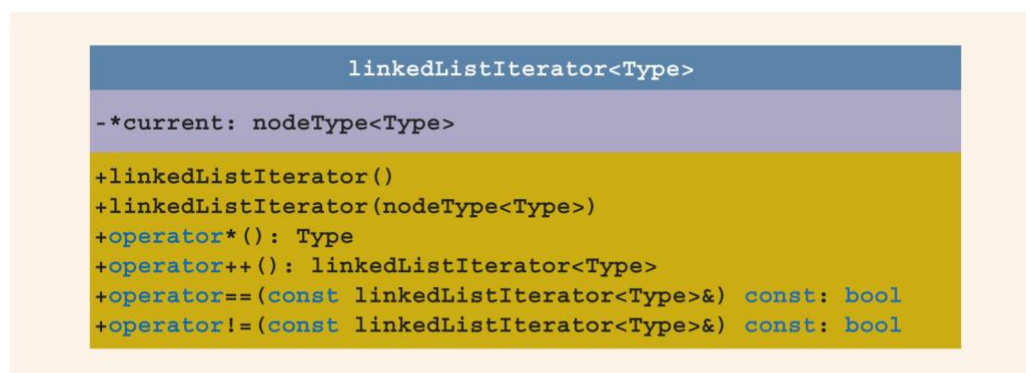 linkedListIterator<Type>
-*current: nodeType<Type>
+linkedListIterator()
+linkedListIterator(nodeType<Type>)
+operator*(): Type
+operator++(): linkedListIterator<Type>
+operator==(const linkedListIterator<Type>&) const: bool
+operator!=(const linkedListIterator<Type>&) const: bool